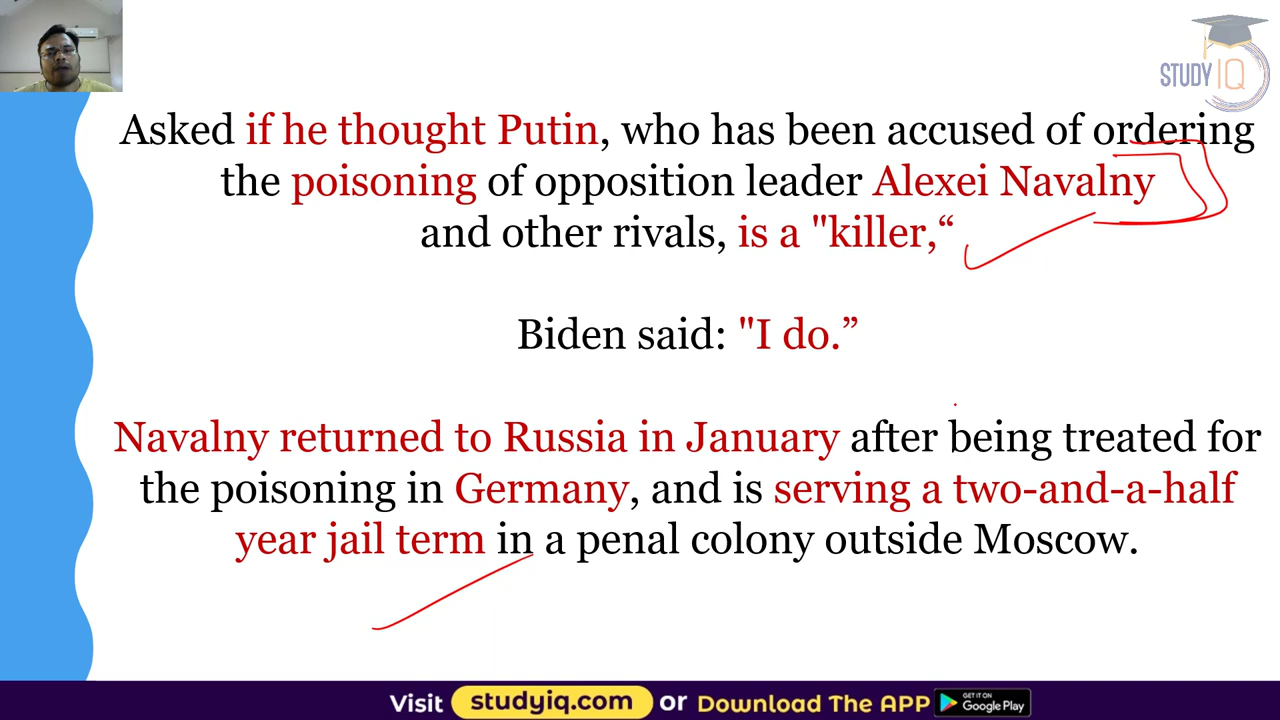 STUDY IQ
Asked if he thought Putin, who has been accused of ordering
the poisoning of opposition leader Alexei Navalny
and other rivals, is a "killer,“
Biden said: "I do.”
Navalny returned to Russia in January after being treated for
the poisoning in Germany, and is serving a two-and-a-half
year jail term in a penal colony outside Moscow.
Visit studyiq.com or Download The APP GET IT ON Google Play